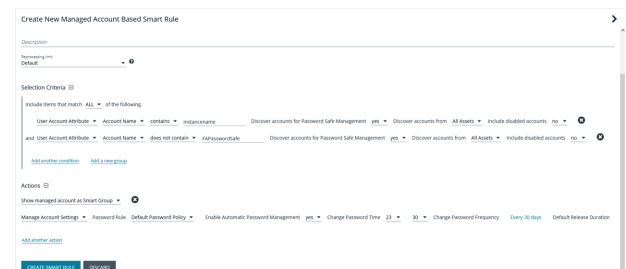 Create New Managed Account Based Smart Rule
Description
Reprocessing limit
Default
Selection Criteria
Include Items that match ALL of the following
User Account Attribute Account Name contains Instancename Discover accounts for Password Safe Management yes Discover accounts from All Assets Include disabled accounts no
and User Account Attribute Account Name does not contain FAPasswordSafe Discover accounts for Password Safe Management yes Discover accounts from All Assets Include disabled accounts no
Add another condition Add a new group
Actions
Show managed account as Smart Group
Manage Account Settings Password Rule Default Password Policy Enable Automatic Password Management yes Change Password Time 23 30 Change Password Frequency Every 30 days Default Release Duration
Add another action
CREATE SMART RULE DISCARD